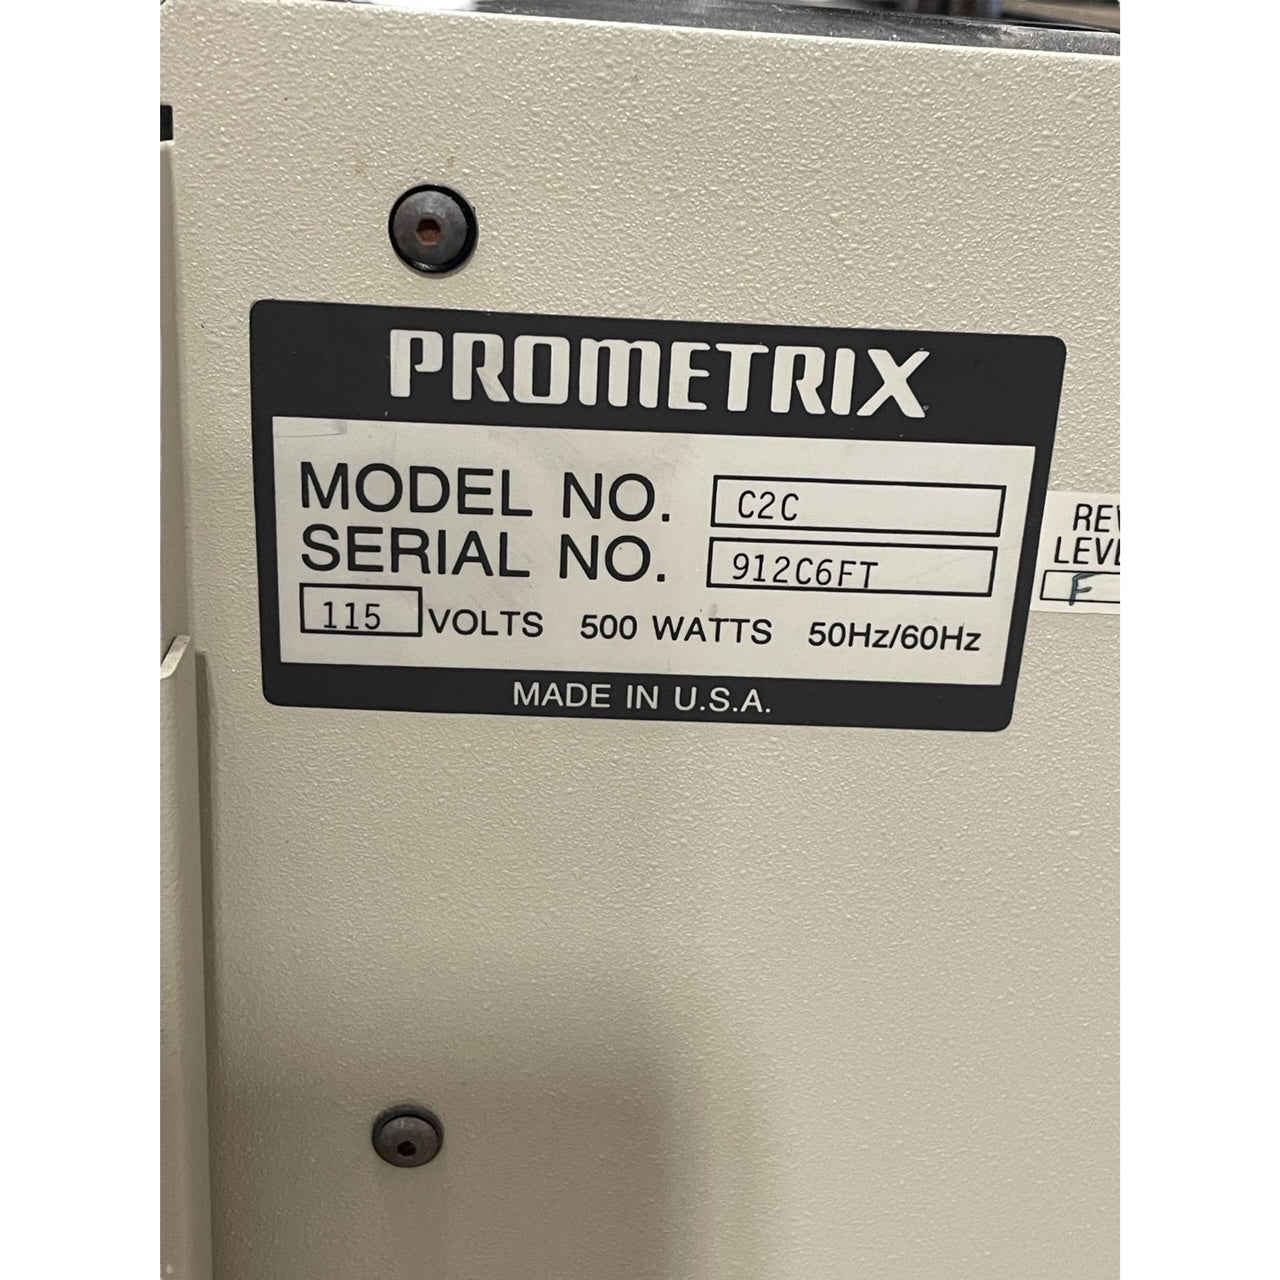 PROMETRIX
MODEL NO. C2C
SERIAL NO. 912C6FT
115 VOLTS 500 WATTS 50Hz/60Hz
MADE IN U.S.A.
F